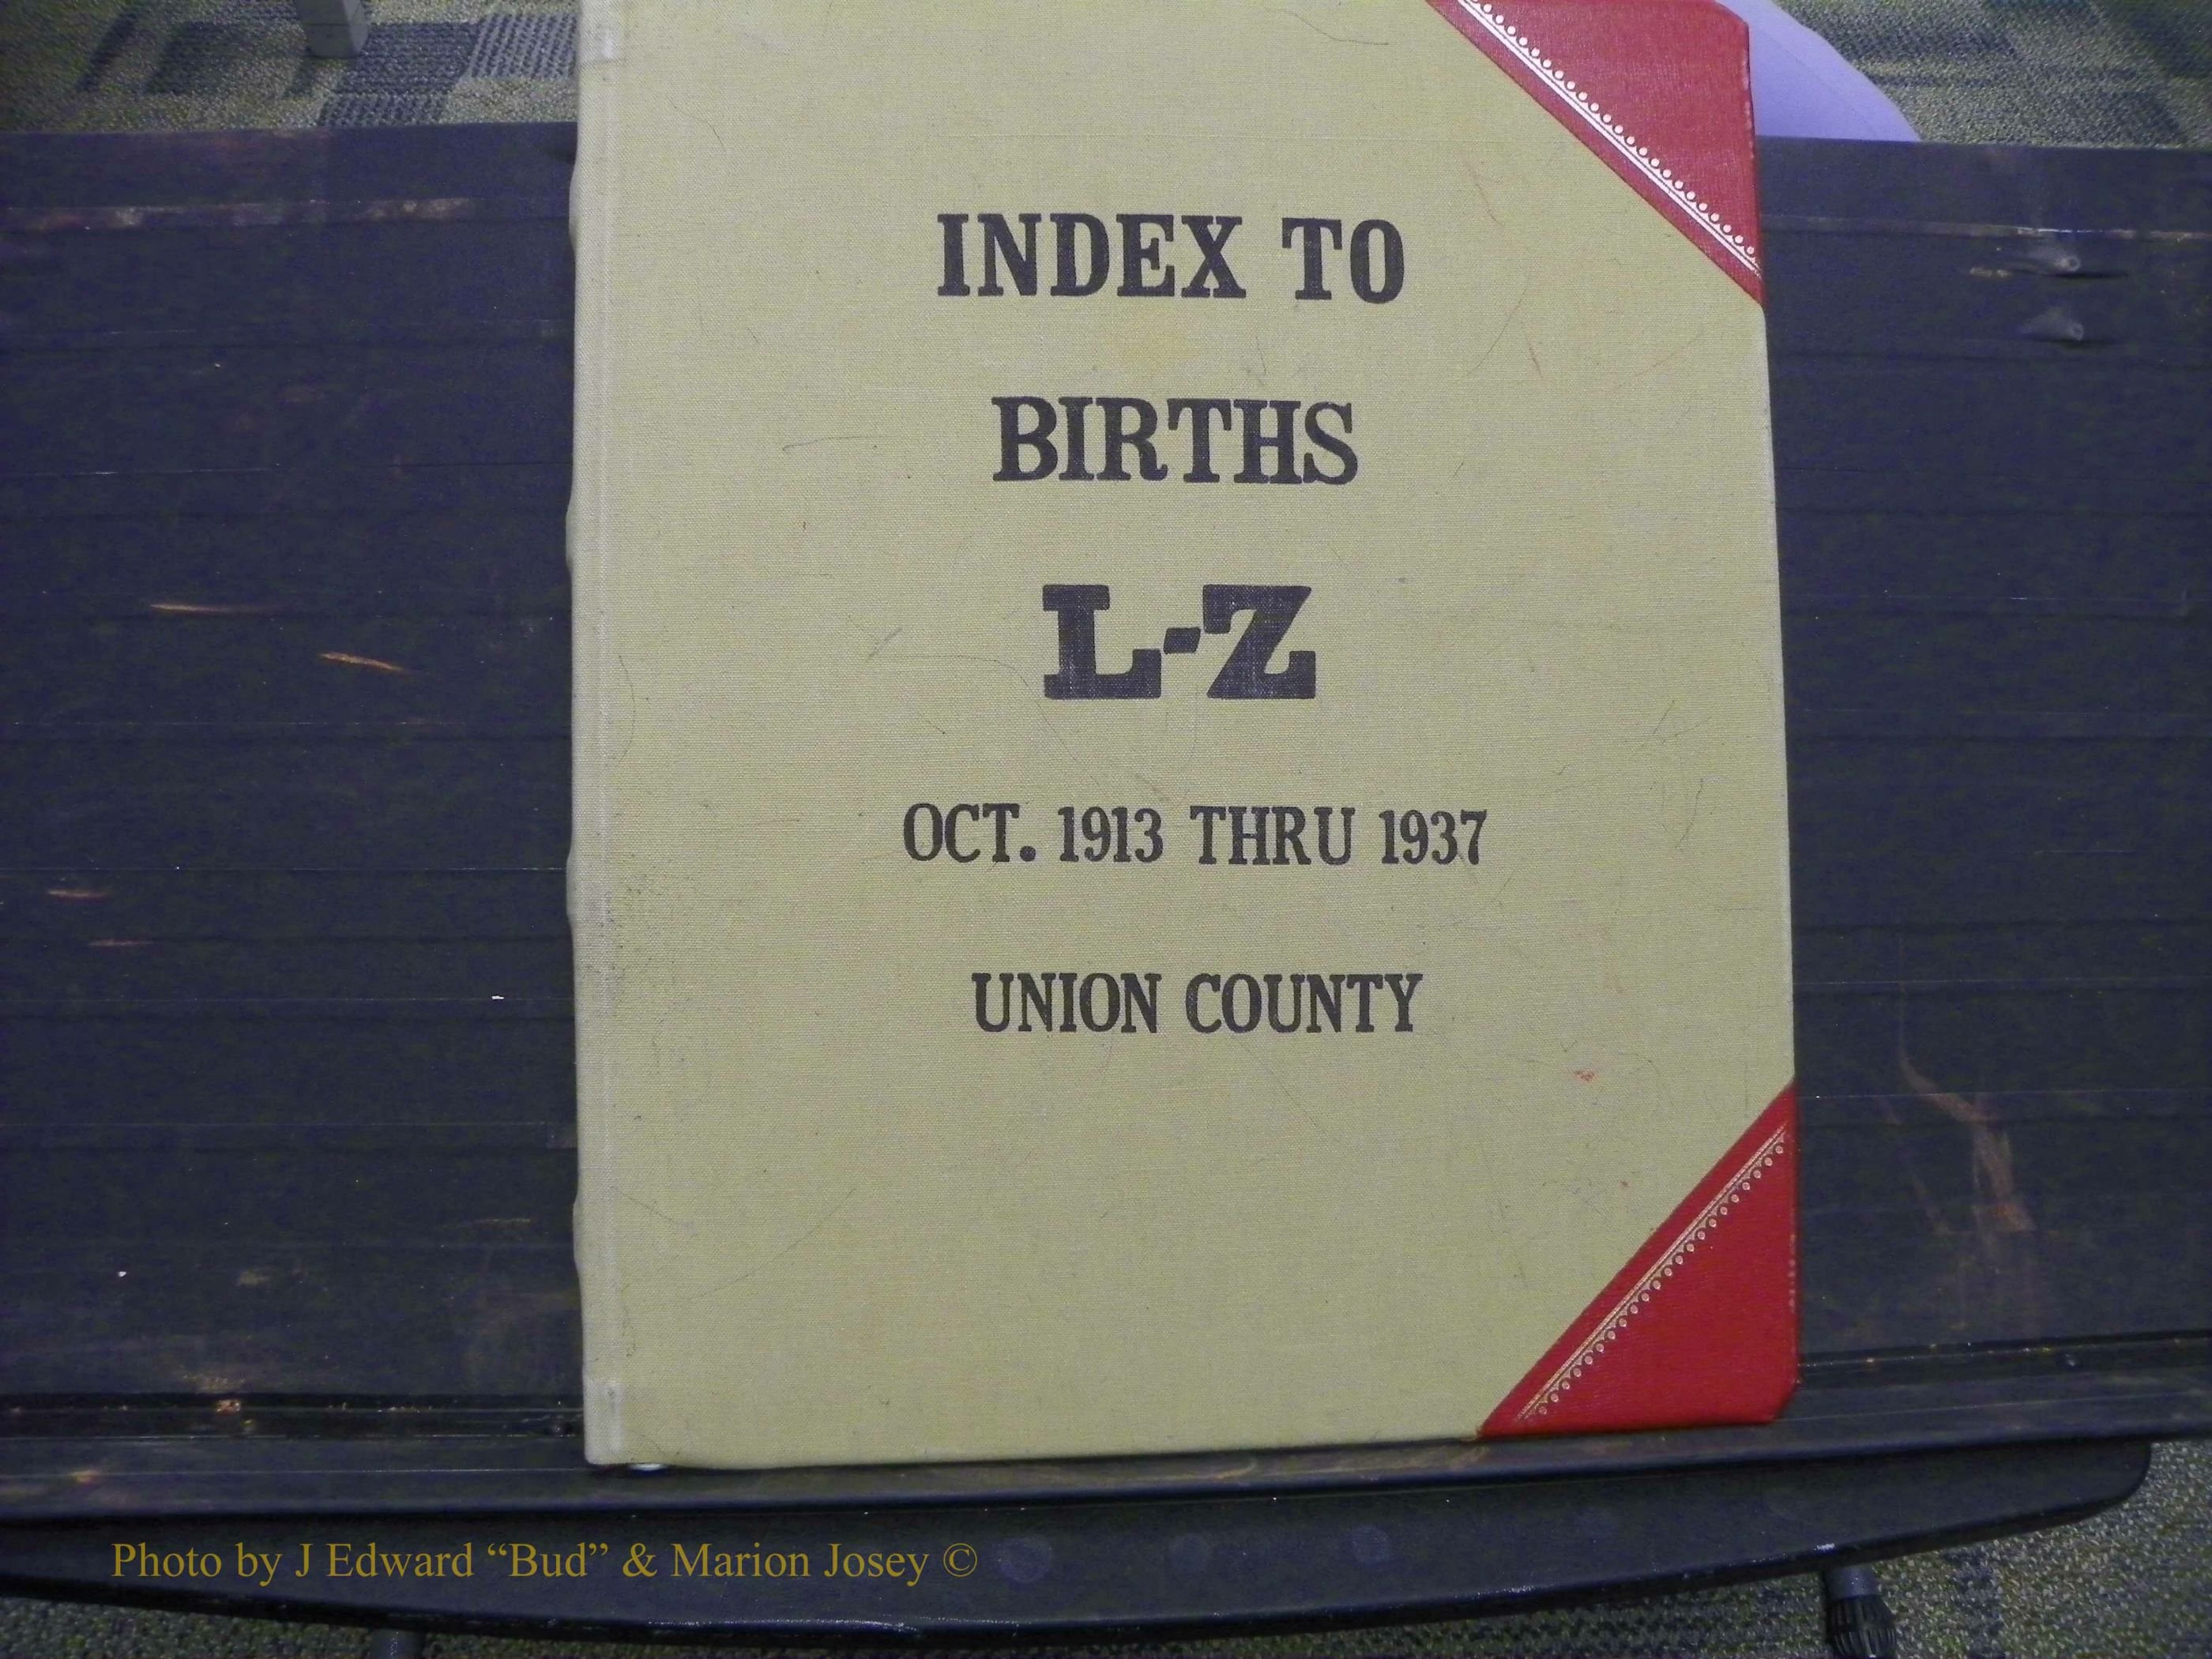 INDEX TO
BIRTHS
L-Z
OCT. 1913 THRU 1937
UNION COUNTY
Photo by J Edward “Bud” & Marion Josey ©